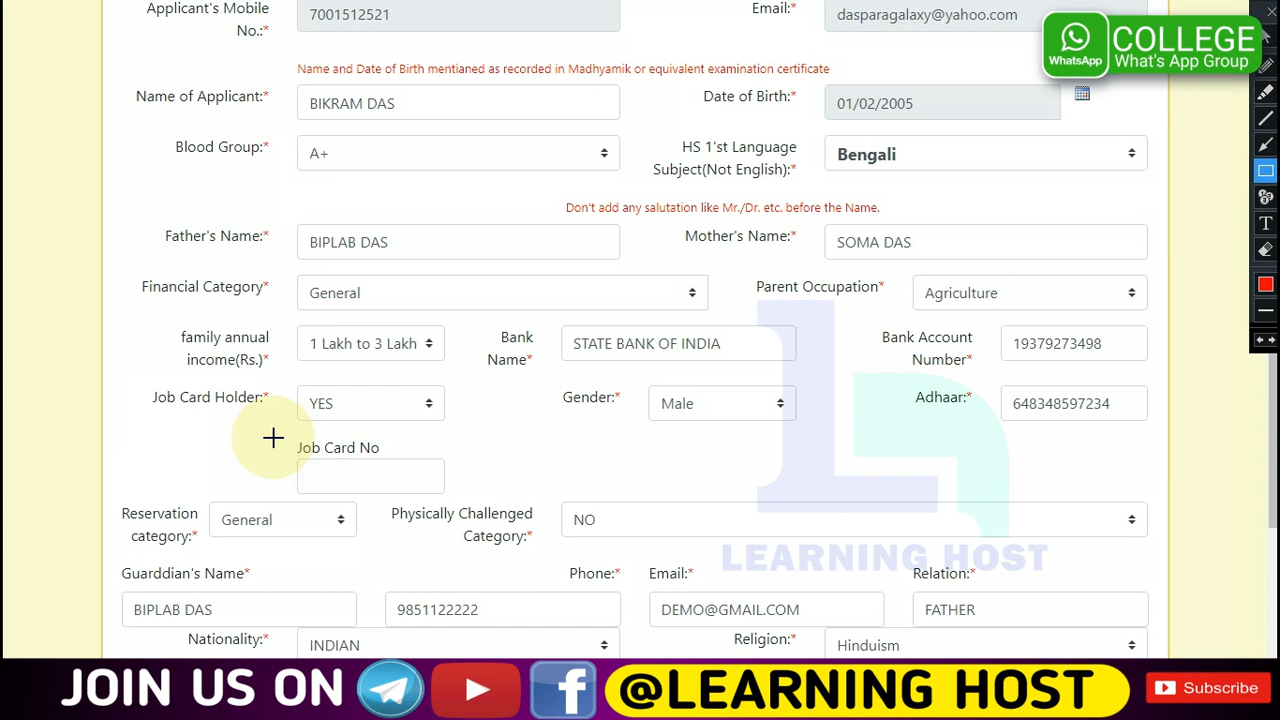 Applicant's Mobile No.:* 7001512521 Email:* dasparagalaxy@yahoo.com
WhatsApp COLLEGE What's App Group
Name and Date of Birth mentianed as recorded in Madhyamik or equivalent examination certificate
Name of Applicant:* BIKRAM DAS Date of Birth:* 01/02/2005
Blood Group:* A+ HS 1'st Language Subject(Not English):* Bengali
Don't add any salutation like Mr./Dr. etc. before the Name.
Father's Name:* BIPLAB DAS Mother's Name:* SOMA DAS
Financial Category* General Parent Occupation* Agriculture
family annual income(Rs.)* 1 Lakh to 3 Lakh Bank Name* STATE BANK OF INDIA Bank Account Number* 19379273498
Job Card Holder:* YES Gender:* Male Adhaar:* 648348597234
Job Card No
Reservation category:* General Physically Challenged Category:* NO
LEARNING HOST
Guarddian's Name* Phone:* Email:* Relation:*
BIPLAB DAS 9851122222 DEMO@GMAIL.COM FATHER
Nationality:* INDIAN Religion:* Hinduism
JOIN US ON @LEARNING HOST Subscribe